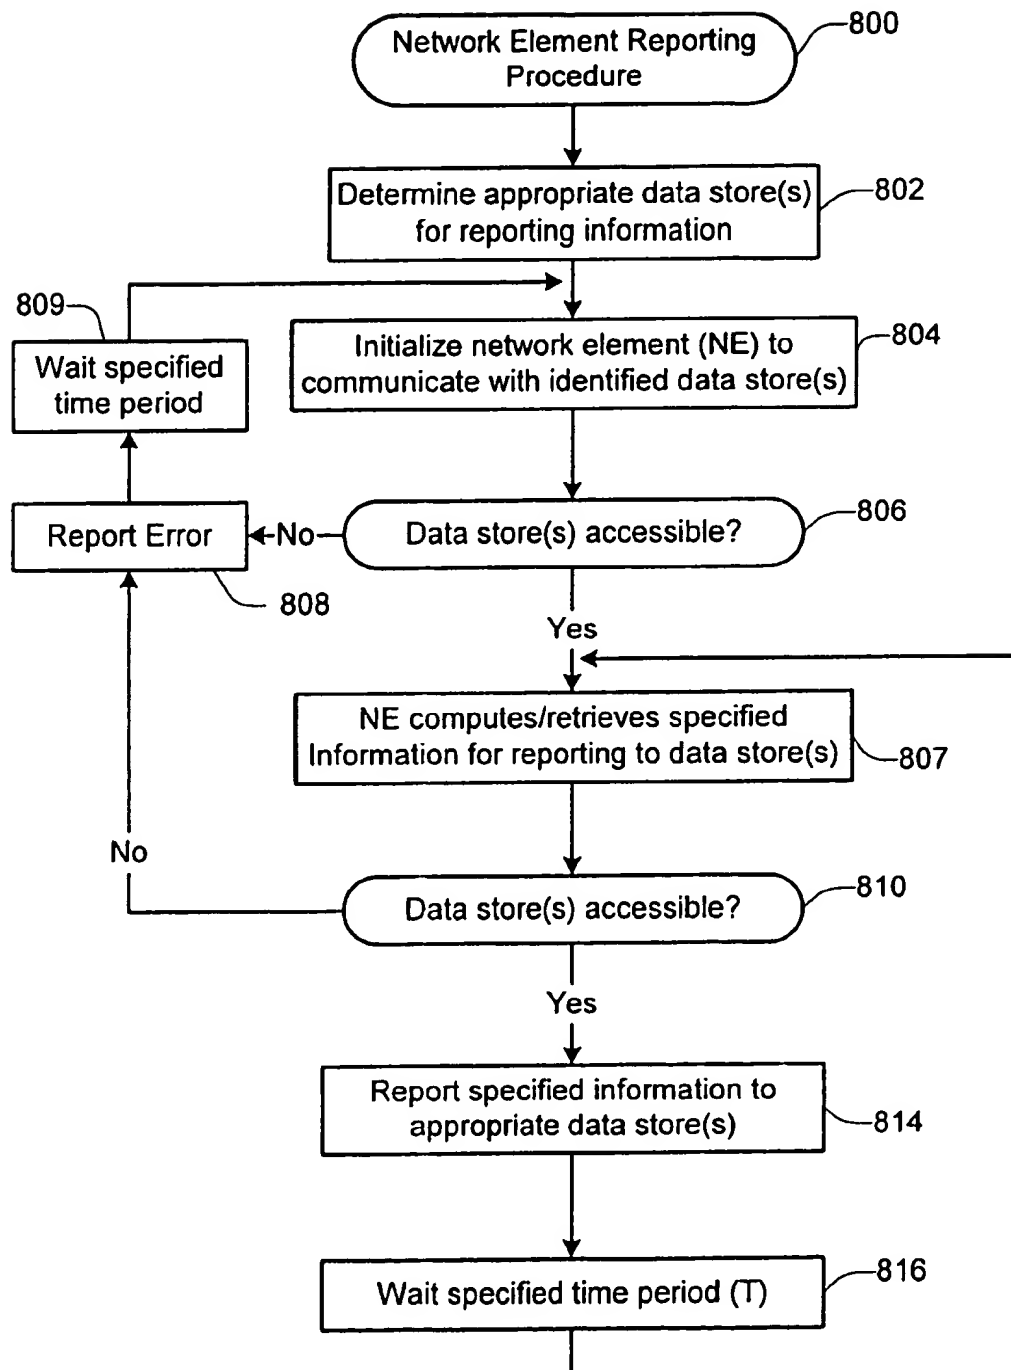 Network Element Reporting
Procedure
800
Determine appropriate data store(s)
for reporting information
802
809
Wait specified
time period
Initialize network element (NE) to
communicate with identified data store(s)
804
Report Error
No
Data store(s) accessible?
806
808
Yes
NE computes/retrieves specified
Information for reporting to data store(s)
807
No
Data store(s) accessible?
810
Yes
Report specified information to
appropriate data store(s)
814
Wait specified time period (T)
816